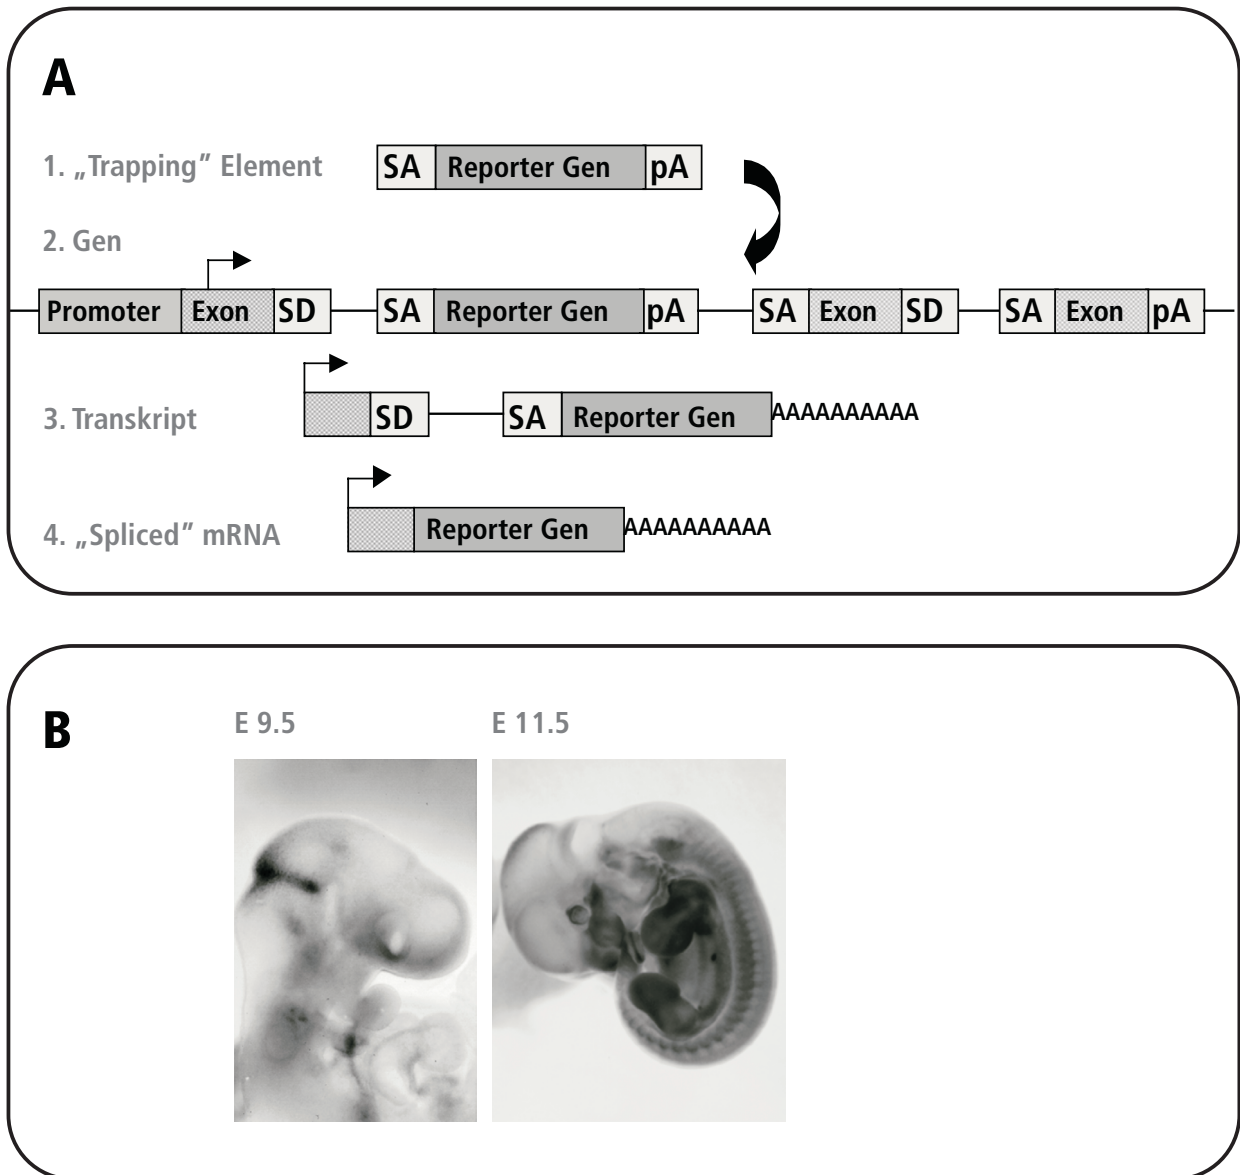 A
1. „Trapping” Element
SA Reporter Gen pA
2. Gen
Promoter Exon SD SA Reporter Gen pA SA Exon SD SA Exon pA
3. Transkript
SD SA Reporter Gen AAAAAAAAAA
4. „Spliced” mRNA
Reporter Gen AAAAAAAAAA
B
E 9.5 E 11.5